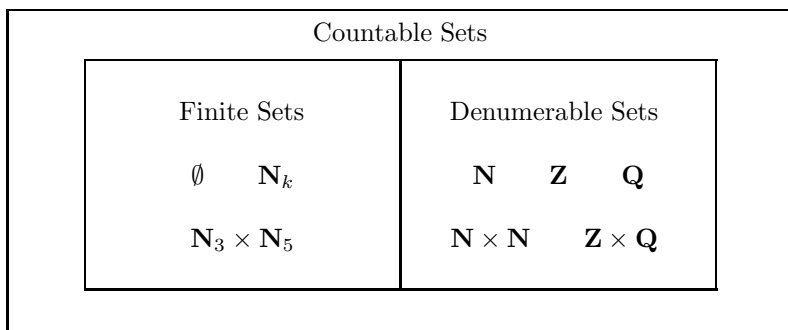 Countable Sets
Finite Sets Denumerable Sets
∅ N_k N Z Q
N_3 × N_5 N × N Z × Q